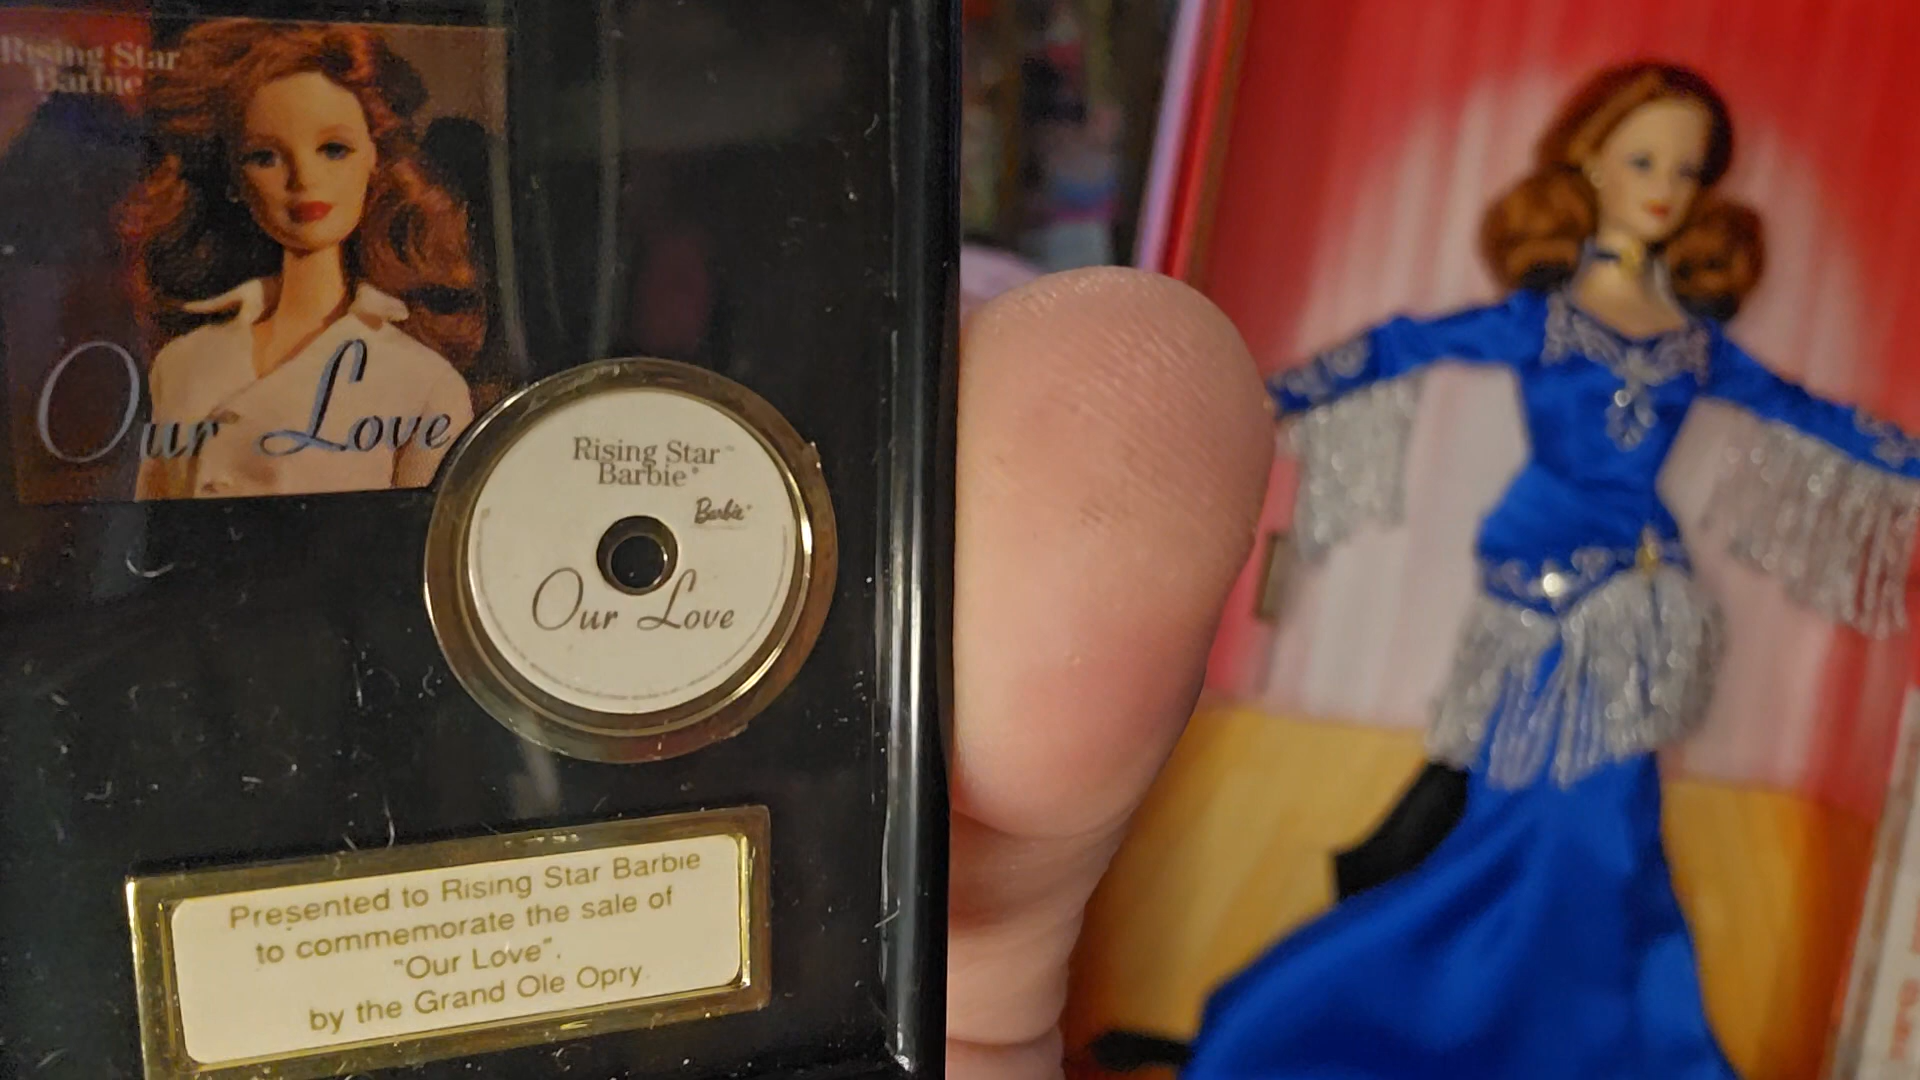 Rising Star
Barbie
Our Love
Rising Star™
Barbie®
Barbie®
Our Love
Presented to Rising Star Barbie
to commemorate the sale of
"Our Love".
by the Grand Ole Opry